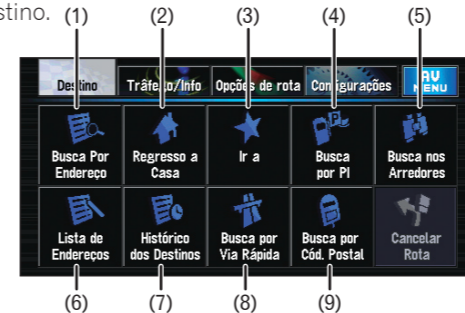 stino.
(1) (2) (3) (4) (5)
Destino Tráfego/Info Opções de rota Configurações AV MENU
Busca Por Endereço
Regresso a Casa
Ir a
Busca por PI
Busca nos Arredores
Lista de Endereços
Histórico dos Destinos
Busca por Via Rápida
Busca por Cód. Postal
Cancelar Rota
(6) (7) (8) (9)